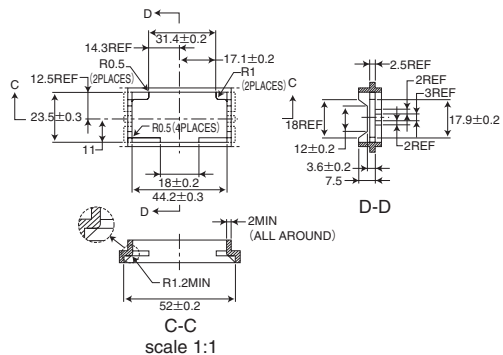 D
31.4±0.2
14.3REF
17.1±0.2
R0.5
(2PLACES)
R1
(2PLACES)
C
12.5REF
C
23.5±0.3
R0.5(4PLACES)
11
18±0.2
44.2±0.3
D
2.5REF
2REF
3REF
18REF
17.9±0.2
12±0.2
2REF
3.6±0.2
7.5
D-D
2MIN
(ALL AROUND)
R1.2MIN
52±0.2
C-C
scale 1:1